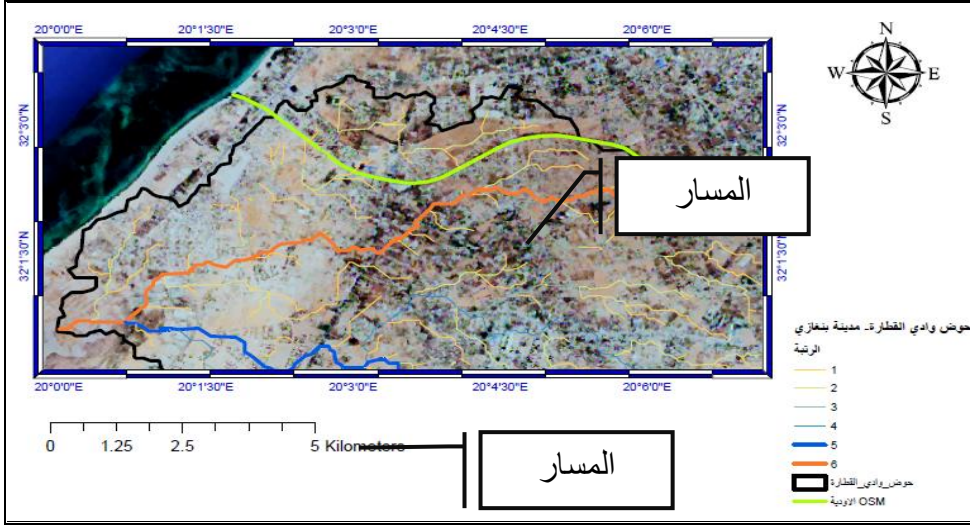 20°0'0"E 20°1'30"E 20°3'0"E 20°4'30"E 20°6'0"E
N
W E
S
32°3'0"N 32°3'0"N
المسار
32°1'30"N 32°1'30"N
حوض وادي القطارة- مدينة بنغازي
الرتبة
1
2
3
4
5
6
حوض_وادي_القطارة
الاودية OSM
20°0'0"E 20°1'30"E 20°3'0"E 20°4'30"E 20°6'0"E
0 1.25 2.5 5 Kilometers
المسار